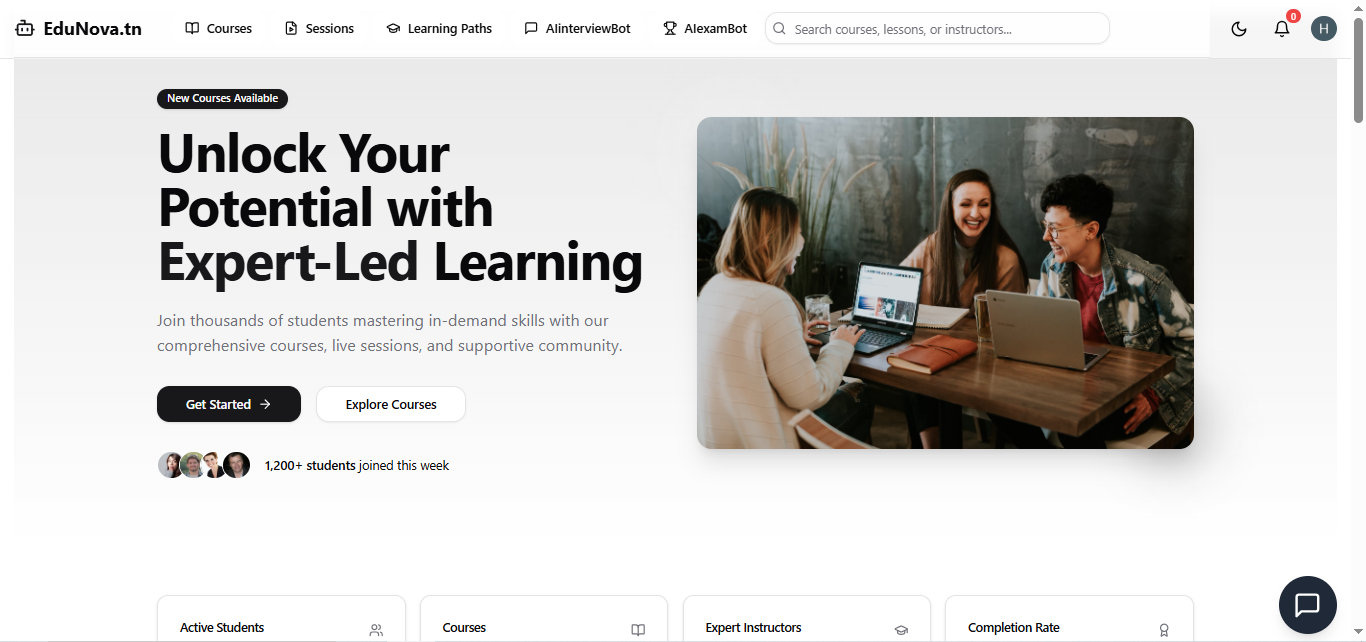 EduNova.tn
Courses
Sessions
Learning Paths
AIinterviewBot
AIexamBot
Search courses, lessons, or instructors...
0
H
New Courses Available
Unlock Your
Potential with
Expert-Led Learning
Join thousands of students mastering in-demand skills with our
comprehensive courses, live sessions, and supportive community.
Get Started
Explore Courses
1,200+ students joined this week
Active Students
Courses
Expert Instructors
Completion Rate